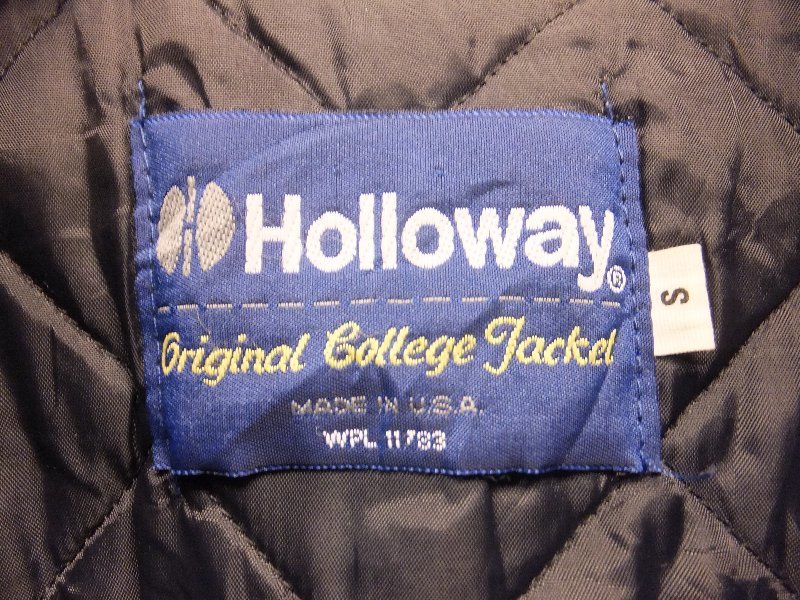 Holloway®
Original College Jacket
MADE IN U.S.A.
WPL 11783
S